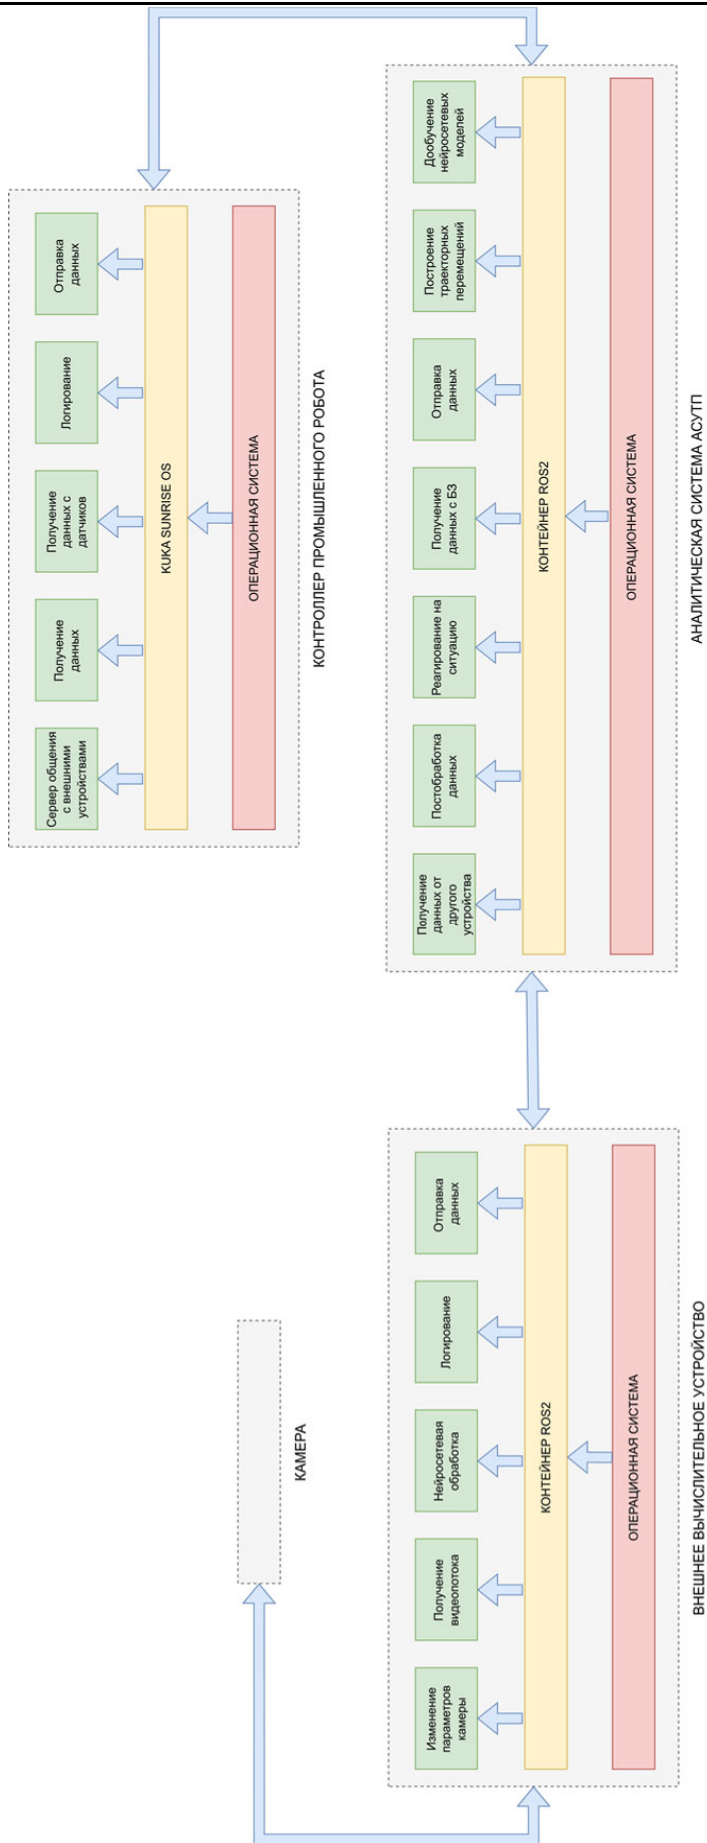 Изменение
параметров
камеры
Получение
видеопотока
Нейросетевая
обработка
Логирование
Отправка
данных
КОНТЕЙНЕР ROS2
ОПЕРАЦИОННАЯ СИСТЕМА
ВНЕШНЕЕ ВЫЧИСЛИТЕЛЬНОЕ УСТРОЙСТВО
КАМЕРА
Получение
данных от
другого
устройства
Постобработка
данных
Реагирование на
ситуацию
Получение
данных с БЗ
Отправка
данных
Построение
траекторных
перемещений
Дообучение
нейросетевых
моделей
КОНТЕЙНЕР ROS2
ОПЕРАЦИОННАЯ СИСТЕМА
АНАЛИТИЧЕСКАЯ СИСТЕМА АСУТП
Сервер общения
с внешними
устройствами
Получение
данных
Получение
данных с
датчиков
Логирование
Отправка
данных
KUKA SUNRISE OS
ОПЕРАЦИОННАЯ СИСТЕМА
КОНТРОЛЛЕР ПРОМЫШЛЕННОГО РОБОТА